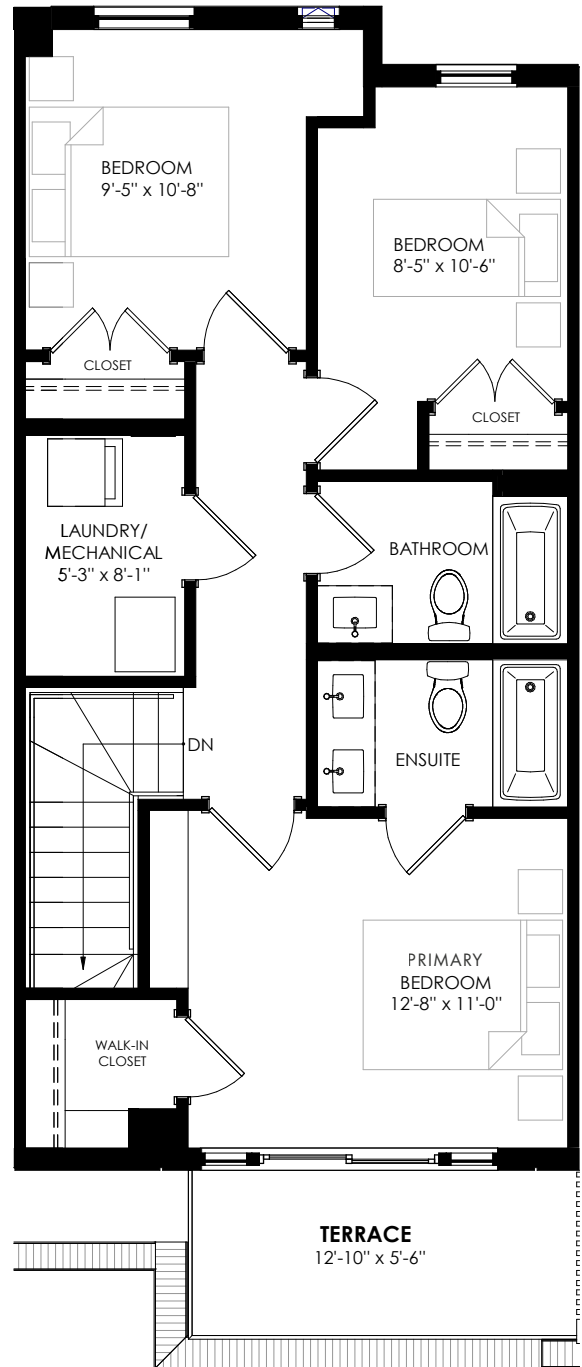 BEDROOM
9'-5" x 10'-8"
BEDROOM
8'-5" x 10'-6"
CLOSET
CLOSET
LAUNDRY/
MECHANICAL
5'-3" x 8'-1"
BATHROOM
DN
ENSUITE
PRIMARY
BEDROOM
12'-8" x 11'-0"
WALK-IN
CLOSET
TERRACE
12'-10" x 5'-6"